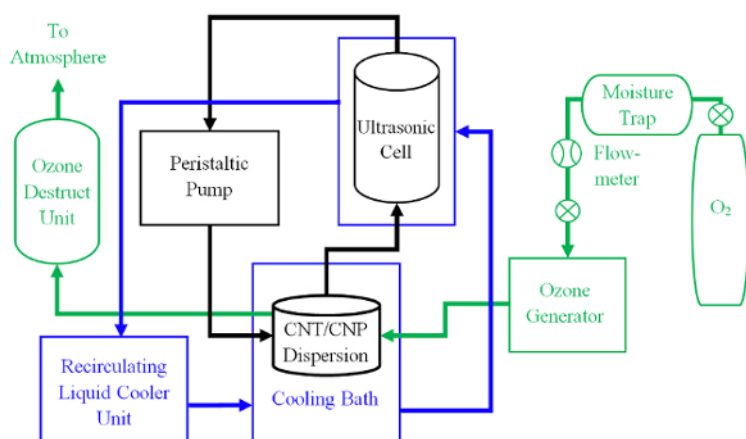 To
Atmosphere
Ozone
Destruct
Unit
Peristaltic
Pump
Ultrasonic
Cell
Moisture
Trap
Flow-
meter
O₂
Ozone
Generator
CNT/CNP
Dispersion
Cooling Bath
Recirculating
Liquid Cooler
Unit